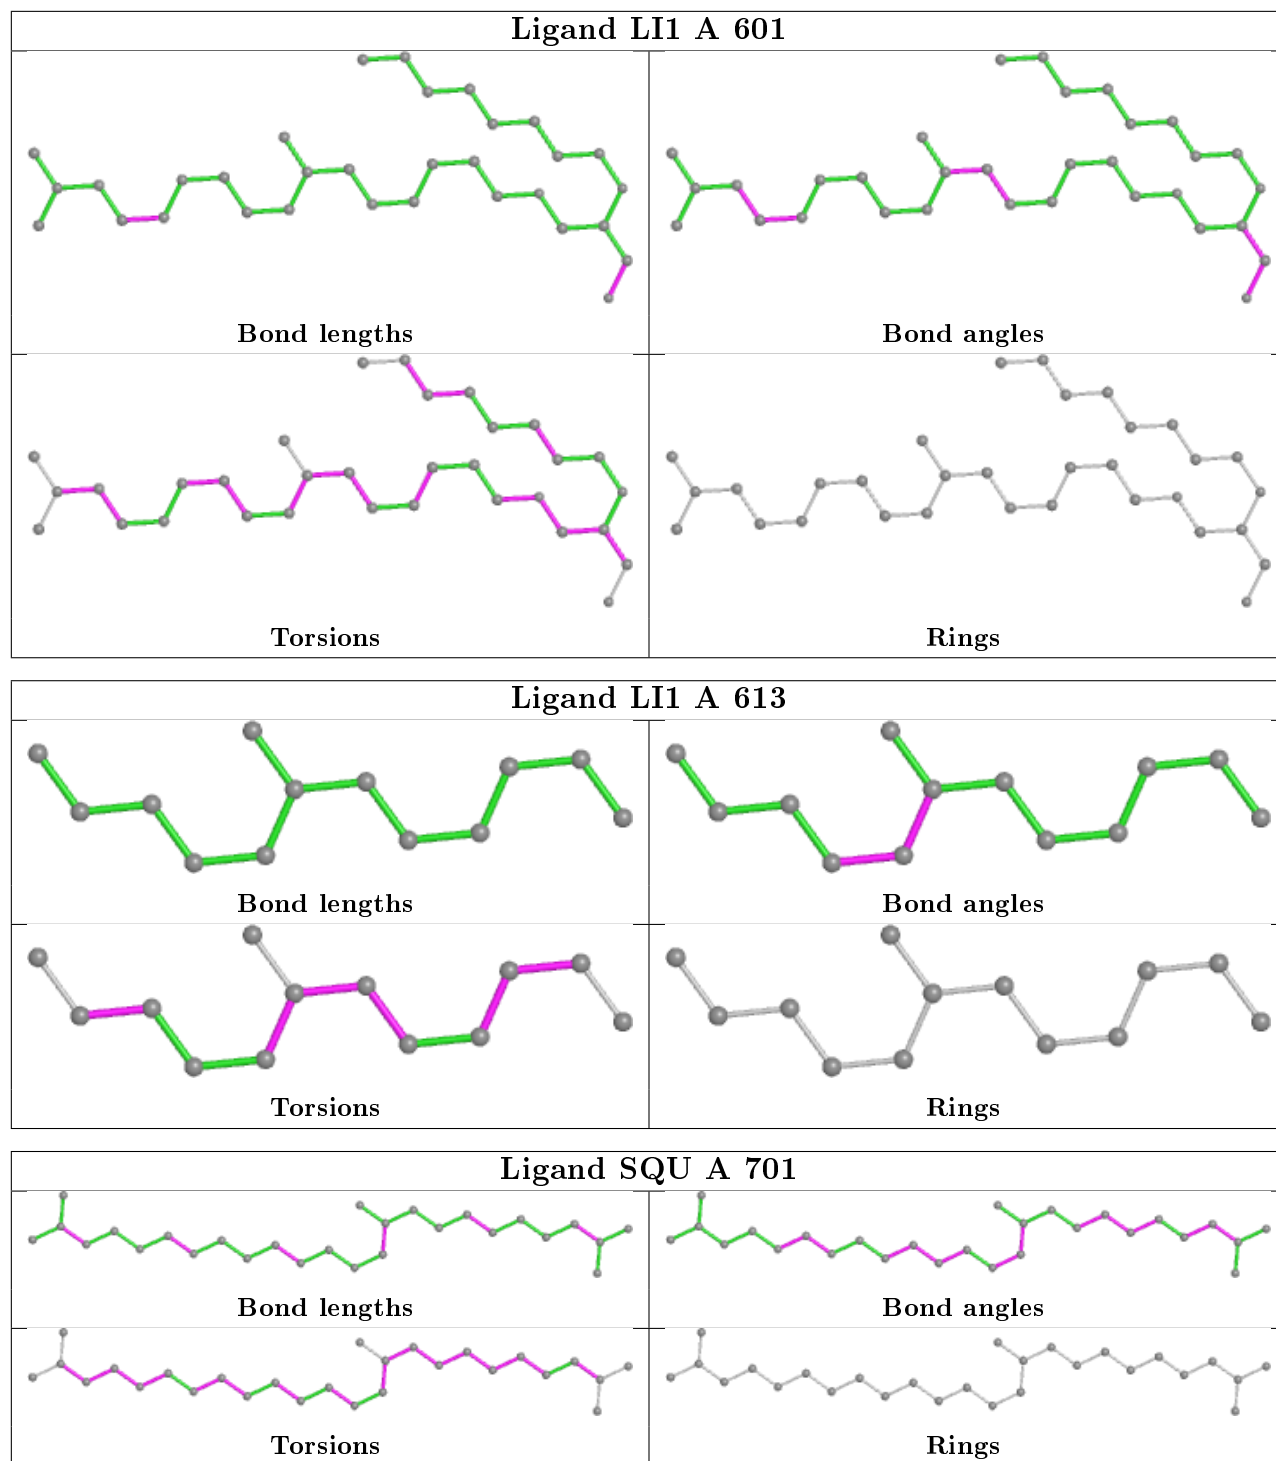 Ligand LI1 A 601
Bond lengths
Bond angles
Torsions
Rings
Ligand LI1 A 613
Bond lengths
Bond angles
Torsions
Rings
Ligand SQU A 701
Bond lengths
Bond angles
Torsions
Rings